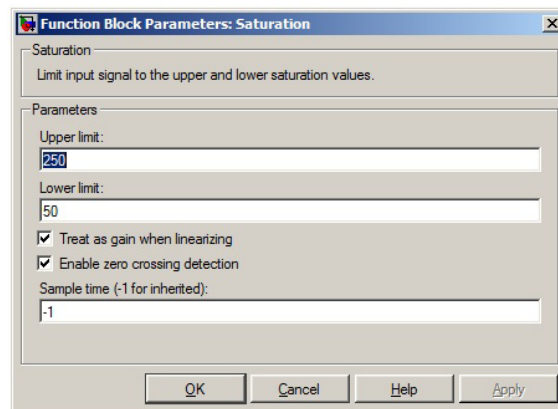 Function Block Parameters: Saturation
Saturation
Limit input signal to the upper and lower saturation values.
Parameters
Upper limit:
250
Lower limit:
50
Treat as gain when linearizing
Enable zero crossing detection
Sample time (-1 for inherited):
-1
OK Cancel Help Apply